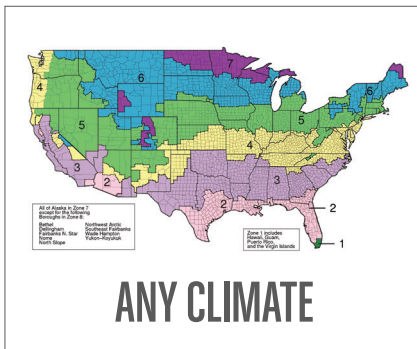 7
6
6
4
5
5
4
3
3
2
2
2
1
All of Alaska in Zone 7
except for the following
Boroughs in Zone 8:
Bethel Northwest Arctic
Dellingham Southeast Fairbanks
Fairbanks N. Star Wade Hampton
Nome Yukon-Koyukuk
North Slope
Zone 1 includes
Hawaii, Guam,
Puerto Rico,
and the Virgin Islands
ANY CLIMATE